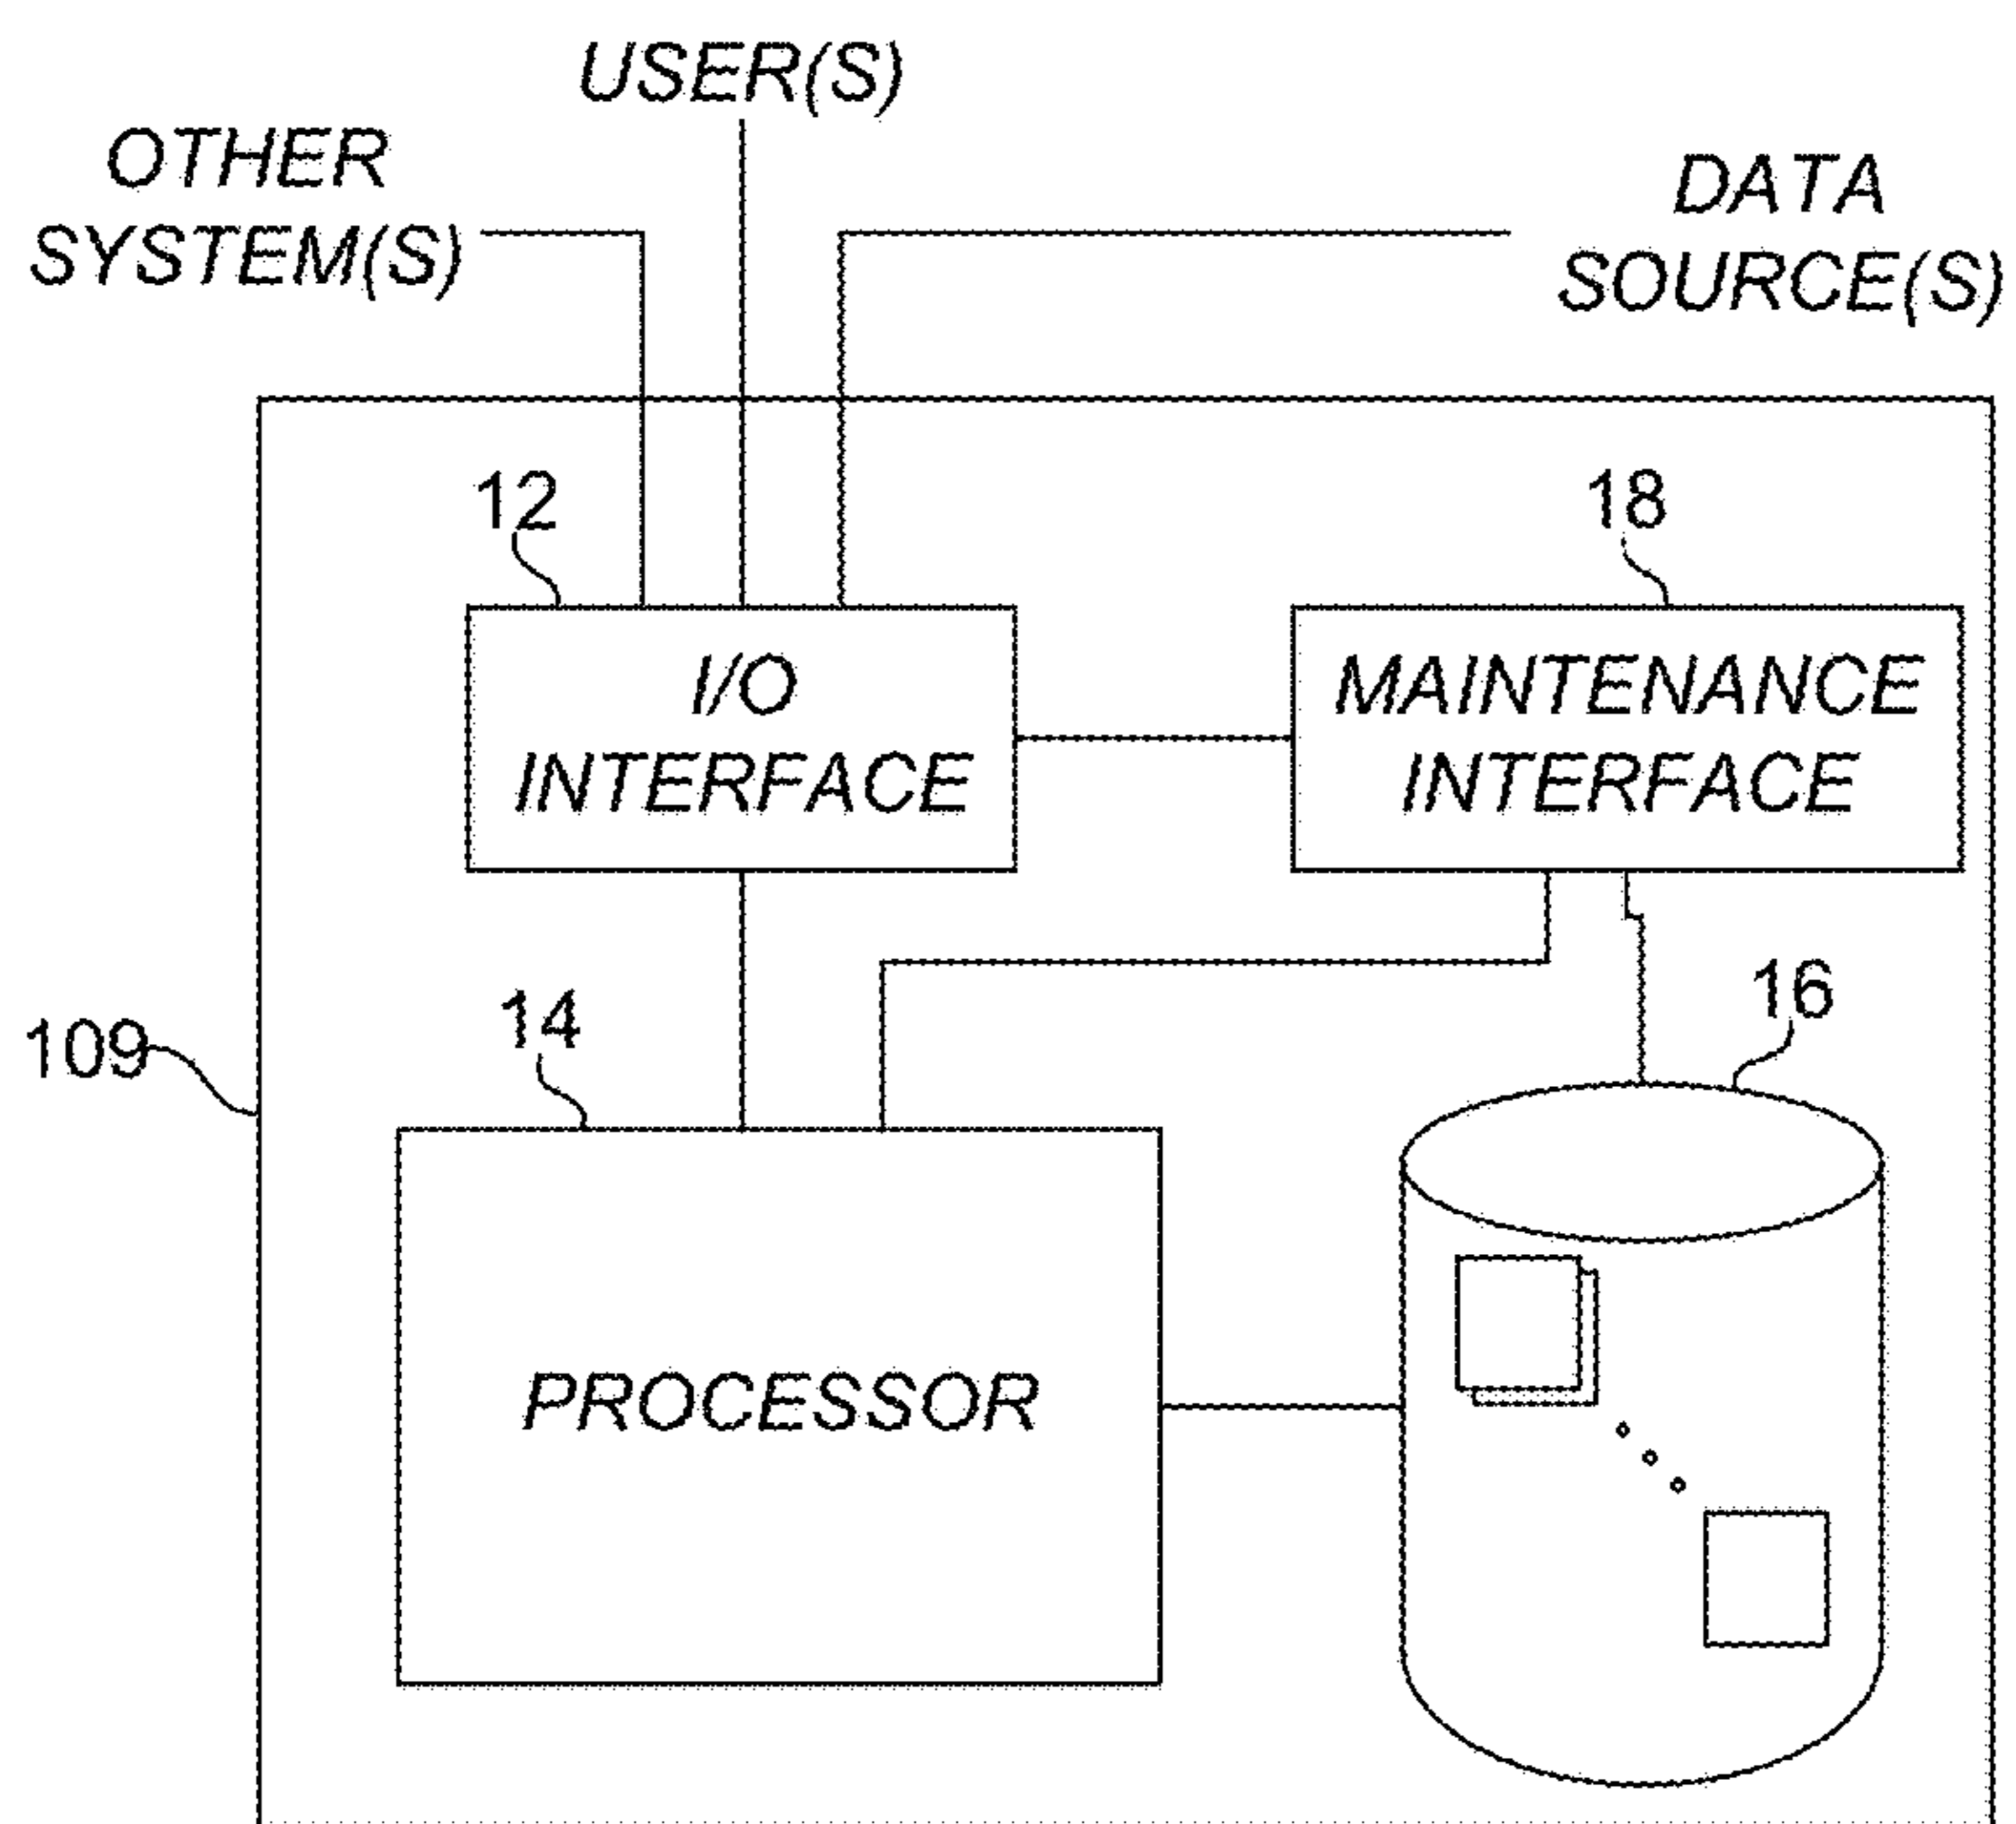 USER(S)
OTHER
SYSTEM(S)
DATA
SOURCE(S)
12
18
I/O
INTERFACE
MAINTENANCE
INTERFACE
14
16
109
PROCESSOR